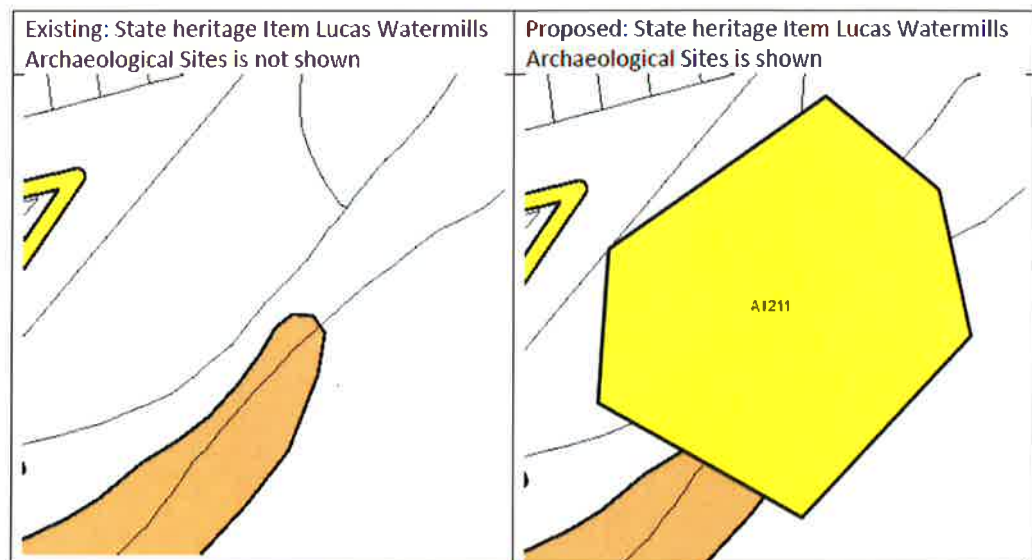 Existing: State heritage Item Lucas Watermills
Archaeological Sites is not shown
Proposed: State heritage Item Lucas Watermills
Archaeological Sites is shown
A1211